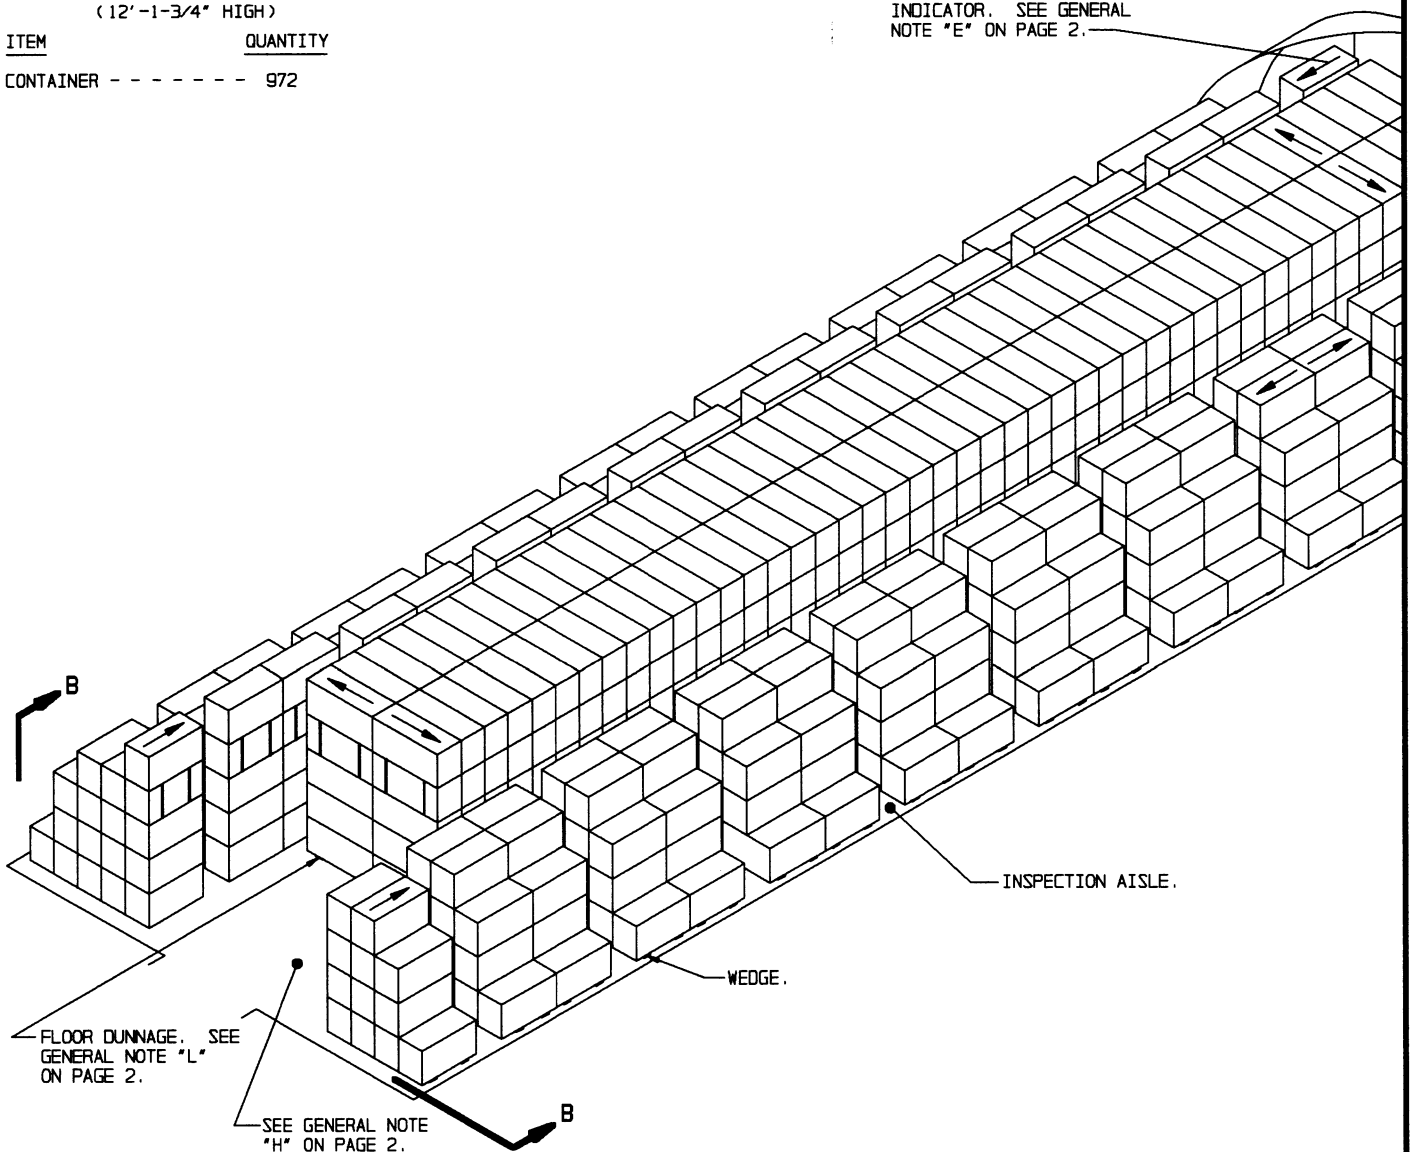 (12'-1-3/4" HIGH)
ITEM QUANTITY
CONTAINER - - - - - - - 972
INDICATOR. SEE GENERAL
NOTE "E" ON PAGE 2.
B
INSPECTION AISLE.
WEDGE.
FLOOR DUNNAGE. SEE
GENERAL NOTE "L"
ON PAGE 2.
SEE GENERAL NOTE
"H" ON PAGE 2.
B